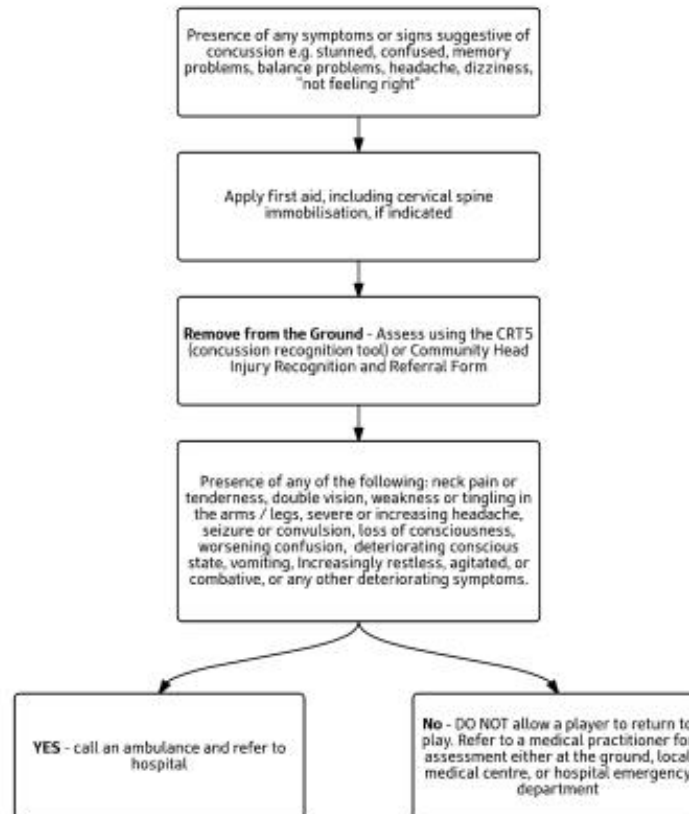 Presence of any symptoms or signs suggestive of
concussion e.g. stunned, confused, memory
problems, balance problems, headache, dizziness,
"not feeling right"
Apply first aid, including cervical spine
immobilisation, if indicated
Remove from the Ground - Assess using the CRT5
(concussion recognition tool) or Community Head
Injury Recognition and Referral Form
Presence of any of the following: neck pain or
tenderness, double vision, weakness or tingling in
the arms / legs, severe or increasing headache,
seizure or convulsion, loss of consciousness,
worsening confusion, deteriorating conscious
state, vomiting, Increasingly restless, agitated, or
combative, or any other deteriorating symptoms.
YES - call an ambulance and refer to
hospital
No - DO NOT allow a player to return to
play. Refer to a medical practitioner for
assessment either at the ground, local
medical centre, or hospital emergency
department